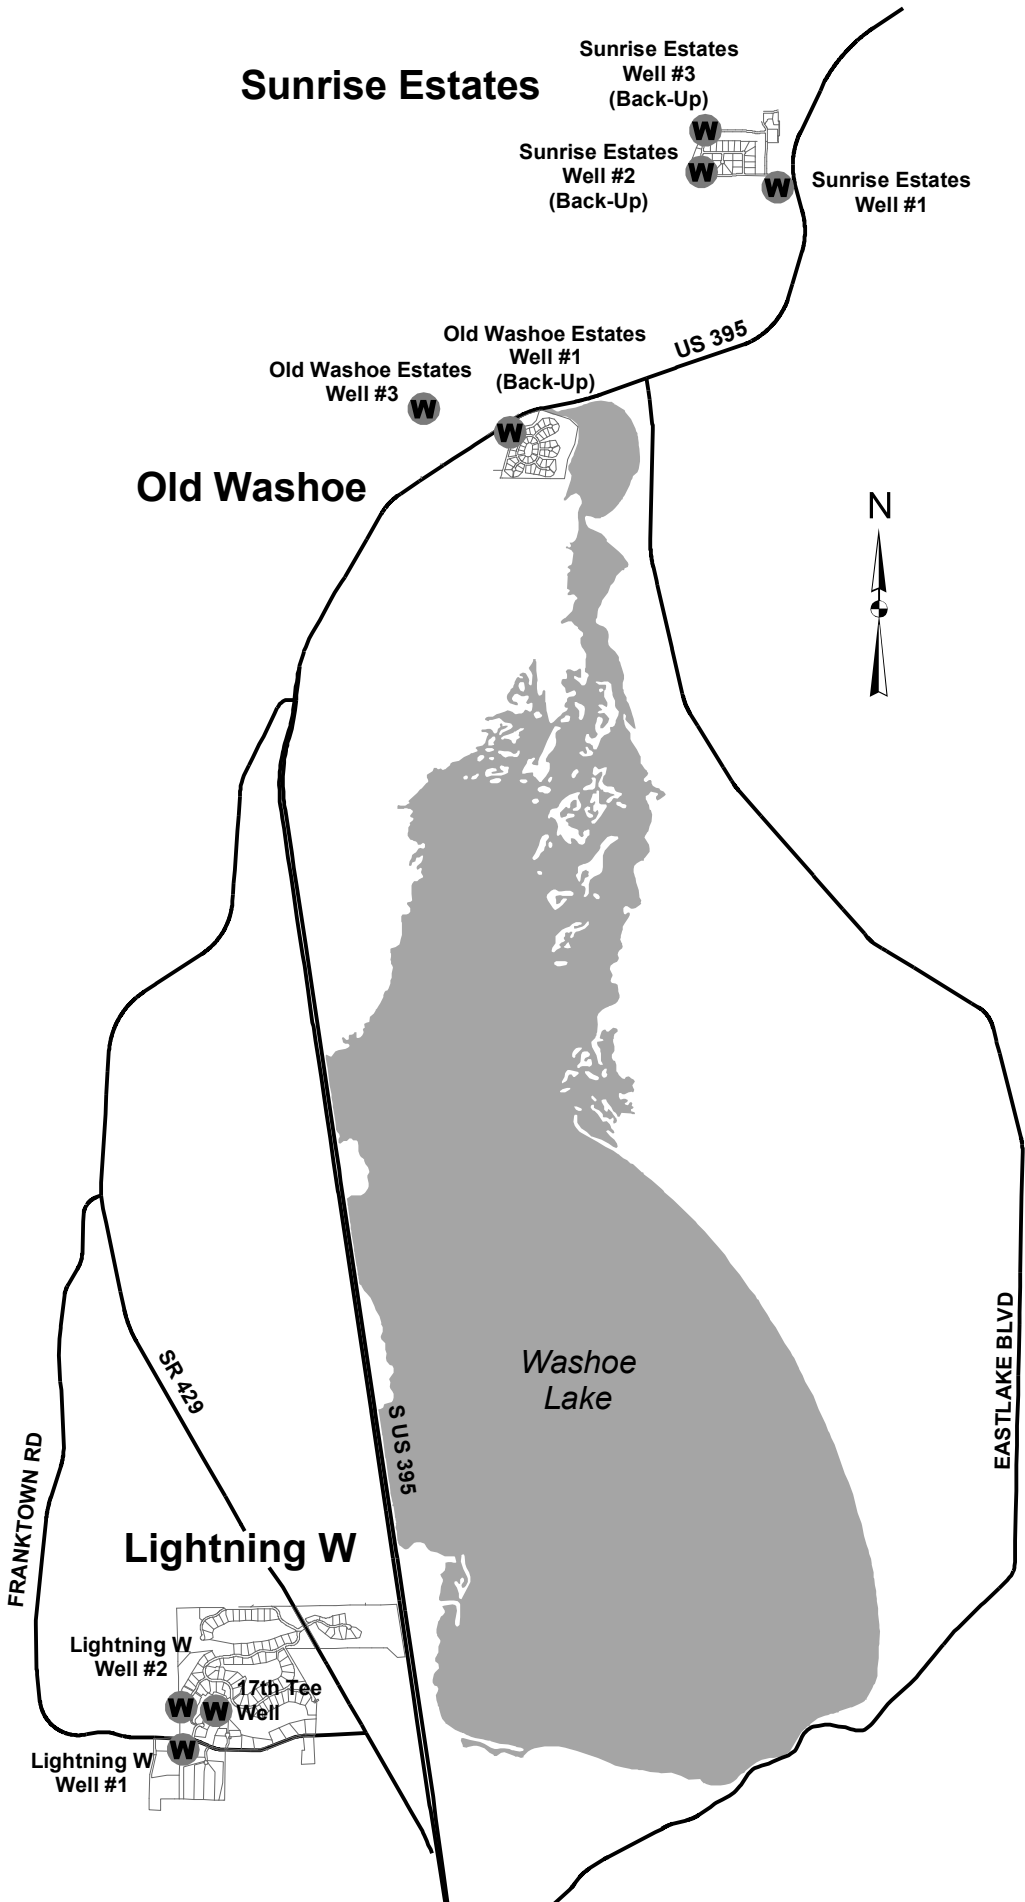 Sunrise Estates
Well #3
(Back-Up)
Sunrise Estates
W
Sunrise Estates
Well #2
(Back-Up)
W
W
Sunrise Estates
Well #1
US 395
Old Washoe Estates
Well #1
(Back-Up)
Old Washoe Estates
Well #3
W
W
Old Washoe
N
Washoe
Lake
SR 429
S US 395
EASTLAKE BLVD
FRANKTOWN RD
Lightning W
Lightning W
Well #2
17th Tee
Well
W
W
W
Lightning W
Well #1